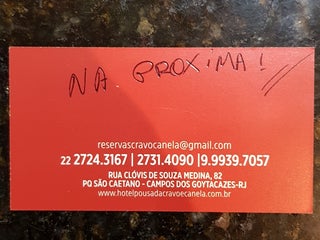 NA PROXIMA!
reservascravocanela@gmail.com
22 2724.3167 | 2731.4090 |9.9939.7057
RUA CLÓVIS DE SOUZA MEDINA, 82
PQ SÃO CAETANO - CAMPOS DOS GOYTACAZES-RJ
www.hotelpousadacravoecanela.com.br